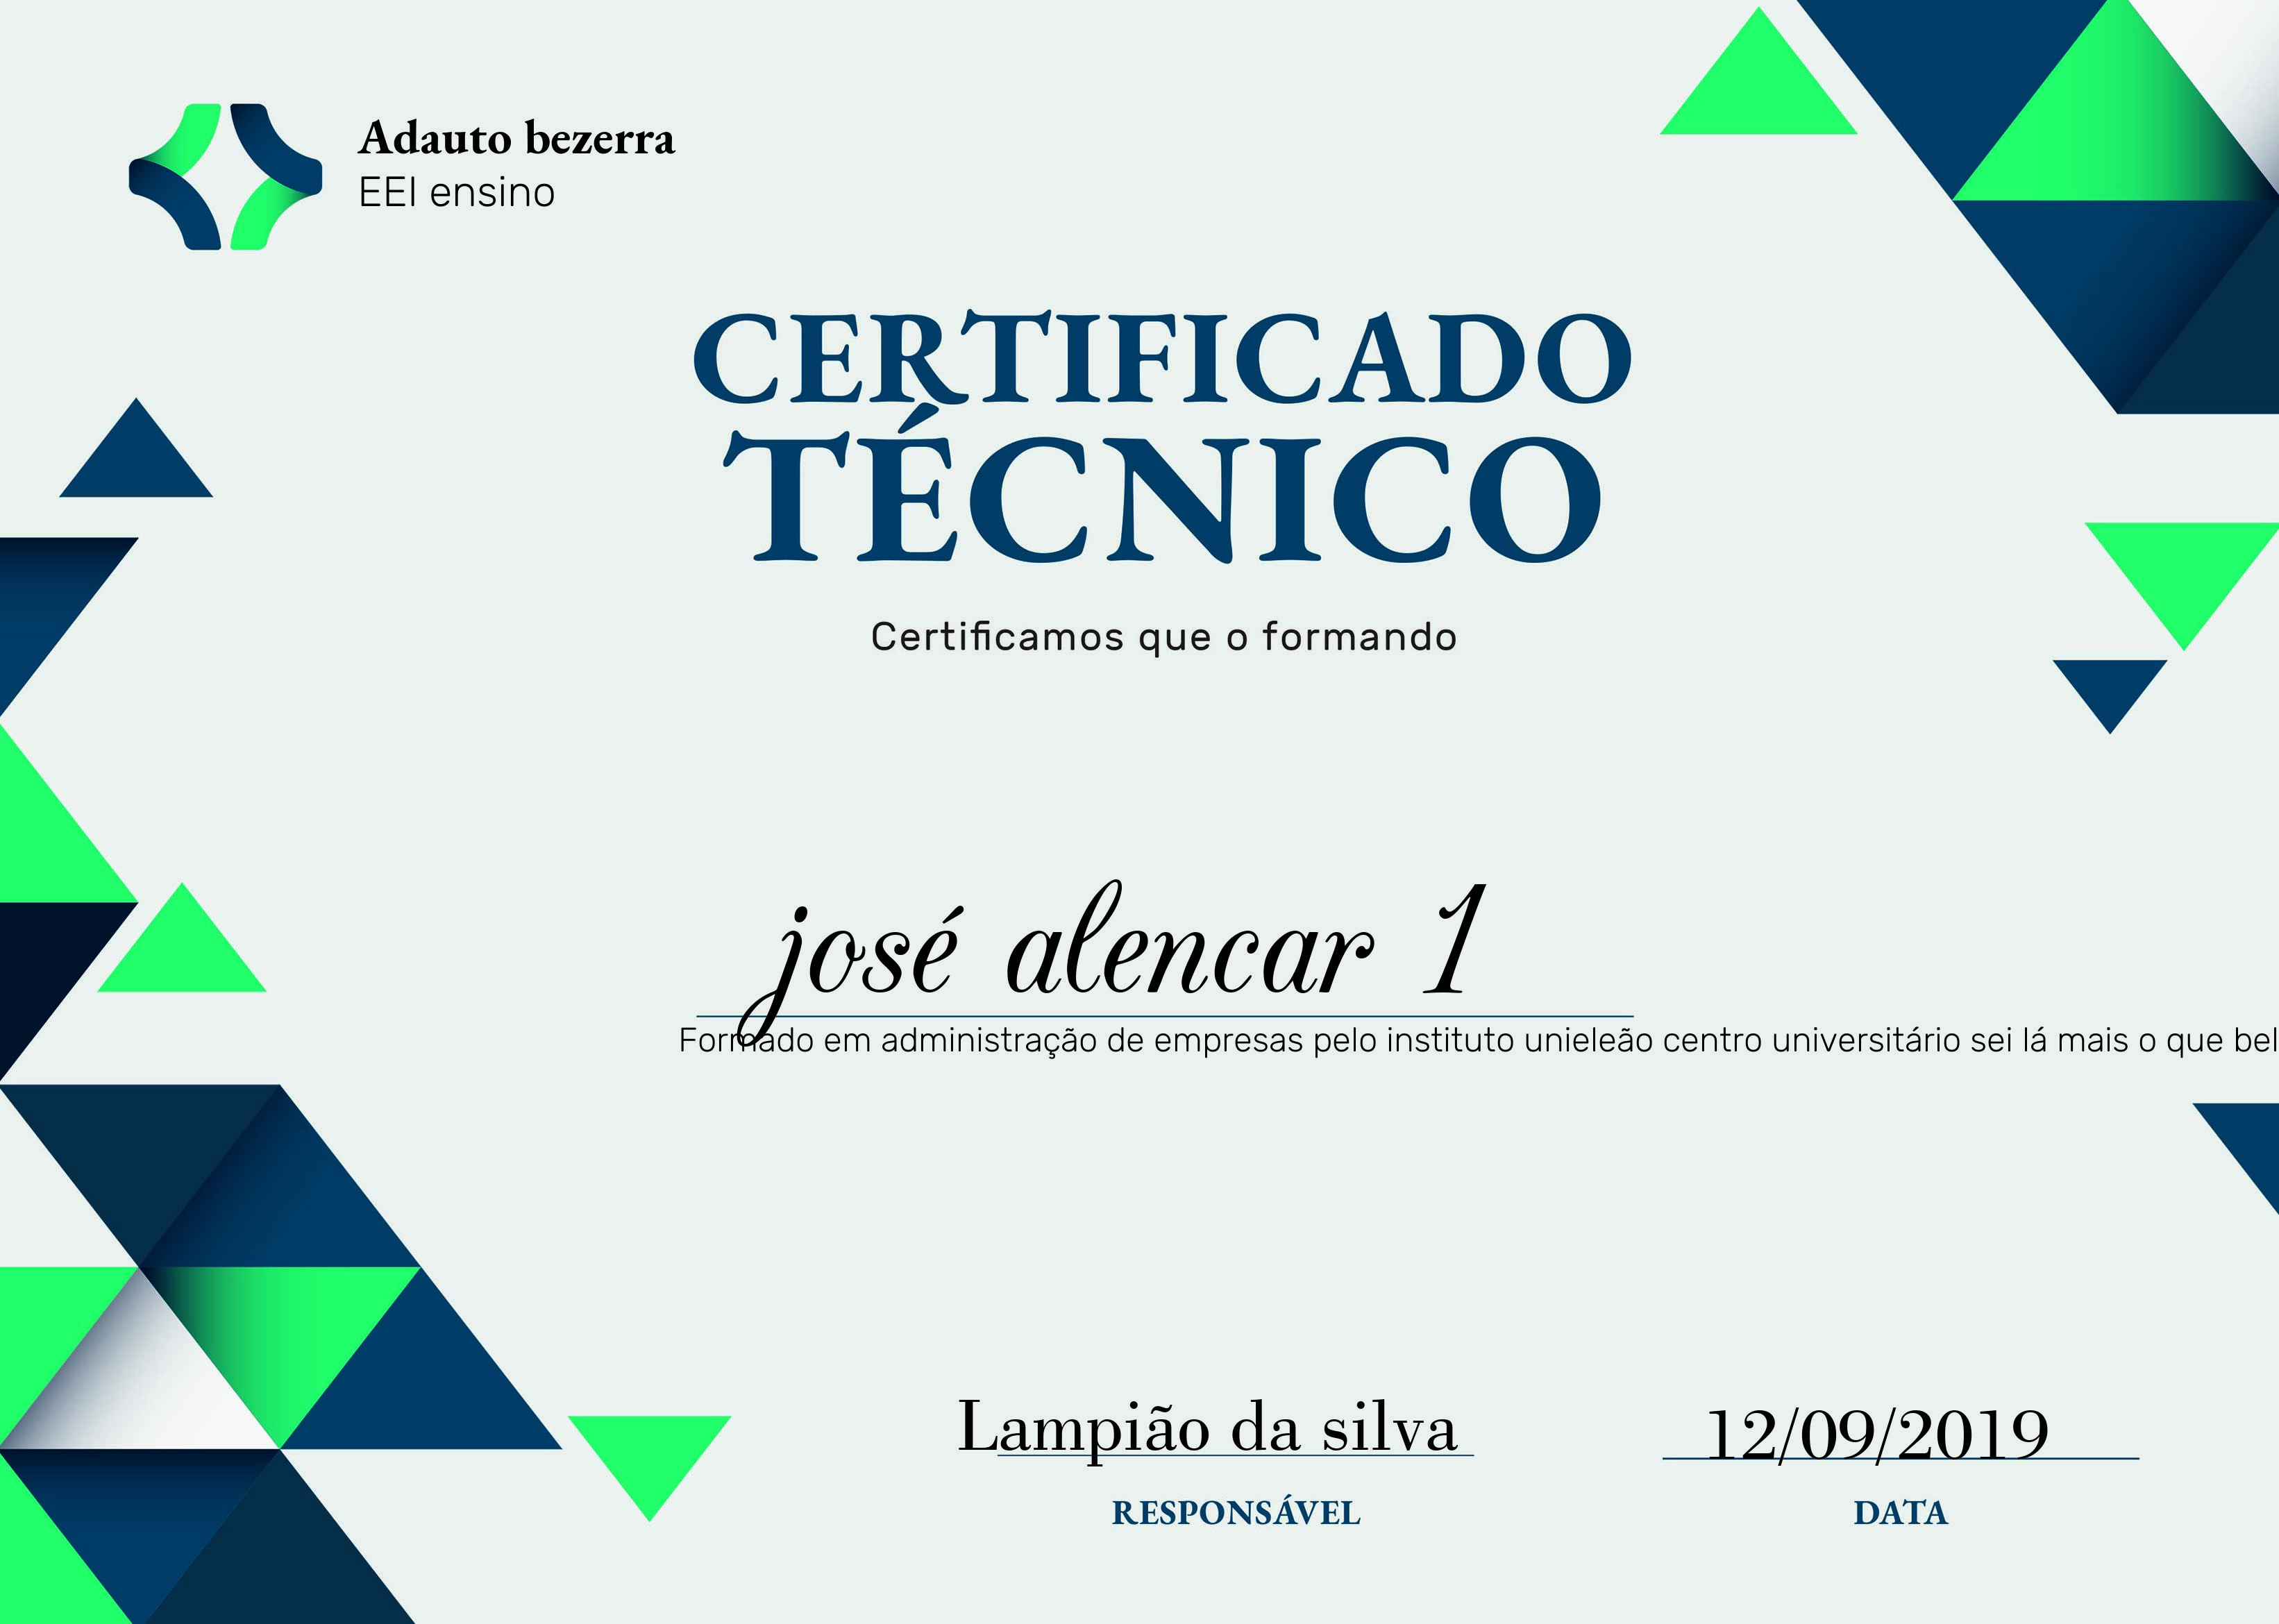 Adauto bezerra
EEI ensino
CERTIFICADO
TÉCNICO
Certificamos que o formando
josé alencar 1
Formado em administração de empresas pelo instituto unieleão centro universitário sei lá mais o que bel
Lampião da silva
12/09/2019
RESPONSÁVEL
DATA